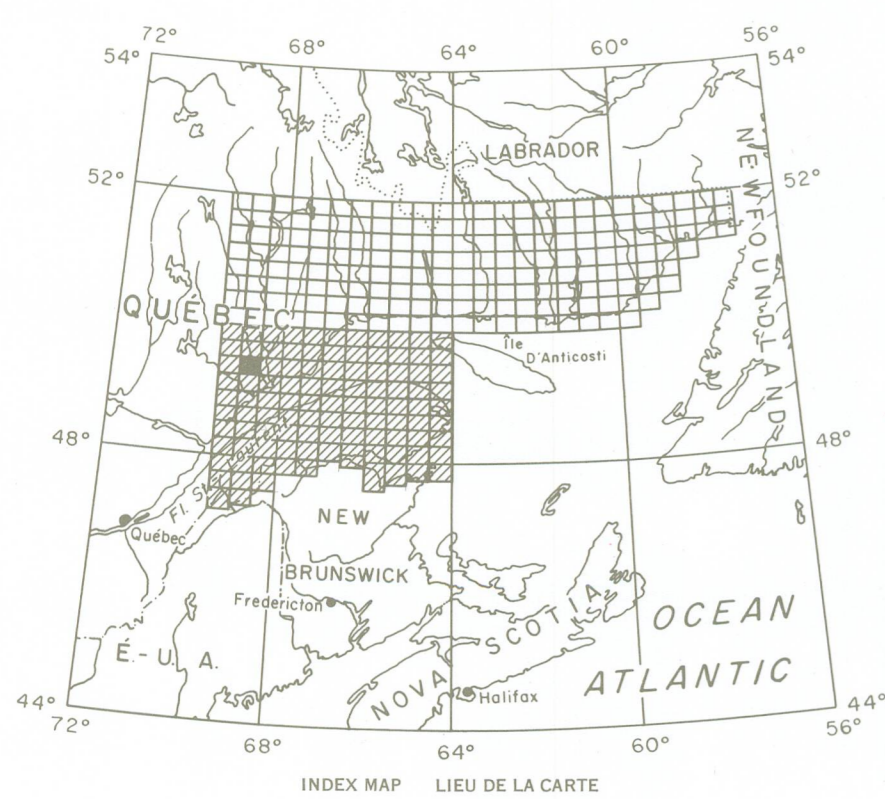 72°
68°
64°
60°
56°
54°
54°
LABRADOR
NEWFOUNDLAND
52°
52°
QUÉBEC
Île
D'Anticosti
48°
48°
Fl. St. Laurent
Québec
NEW
BRUNSWICK
Fredericton
É.-U. A.
NOVA SCOTIA
Halifax
OCEAN
ATLANTIC
44°
44°
72°
68°
64°
60°
56°
INDEX MAP LIEU DE LA CARTE